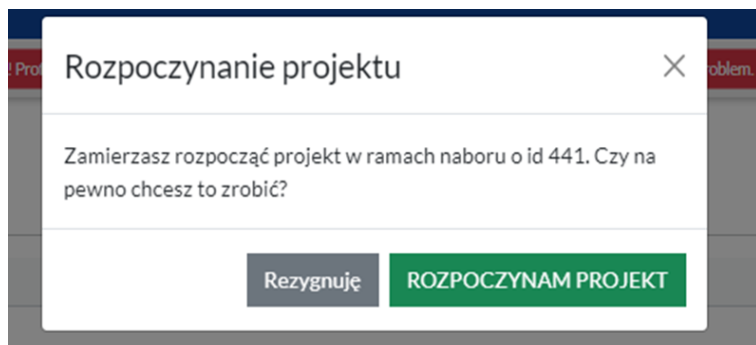 Rozpoczynanie projektu
Zamierzasz rozpocząć projekt w ramach naboru o id 441. Czy na
pewno chcesz to zrobić?
Rezygnuję
ROZPOCZYNAM PROJEKT